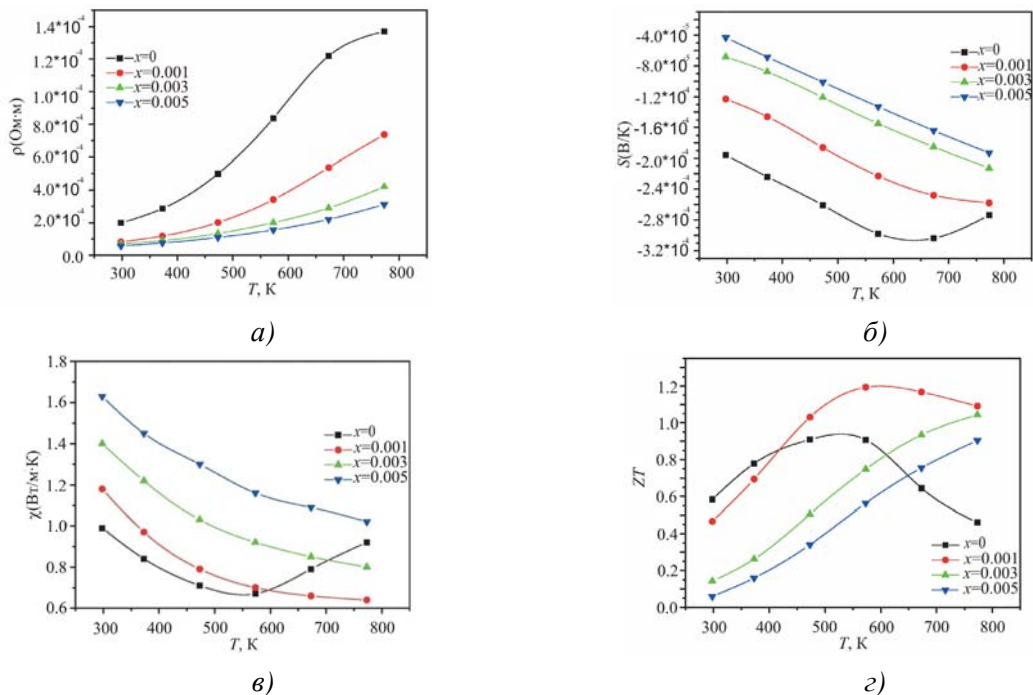 1.4*10⁻⁴
1.2*10⁻⁴
1.0*10⁻⁴
8.0*10⁻⁴
6.0*10⁻⁴
4.0*10⁻⁴
2.0*10⁻⁴
0.0
ρ(Ом·м)
x=0
x=0.001
x=0.003
x=0.005
300 400 500 600 700 800
T, K
а)
-4.0*10⁻⁵
-8.0*10⁻⁵
-1.2*10⁻⁴
-1.6*10⁻⁴
-2.0*10⁻⁴
-2.4*10⁻⁴
-2.8*10⁻⁴
-3.2*10⁻⁴
S(В/К)
x=0
x=0.001
x=0.003
x=0.005
300 400 500 600 700 800
T, K
б)
1.8
1.6
1.4
1.2
1.0
0.8
0.6
χ(Вт/м·К)
x=0
x=0.001
x=0.003
x=0.005
300 400 500 600 700 800
T, K
в)
1.2
1.0
0.8
0.6
0.4
0.2
0.0
ZT
x=0
x=0.001
x=0.003
x=0.005
300 400 500 600 700 800
T, K
г)